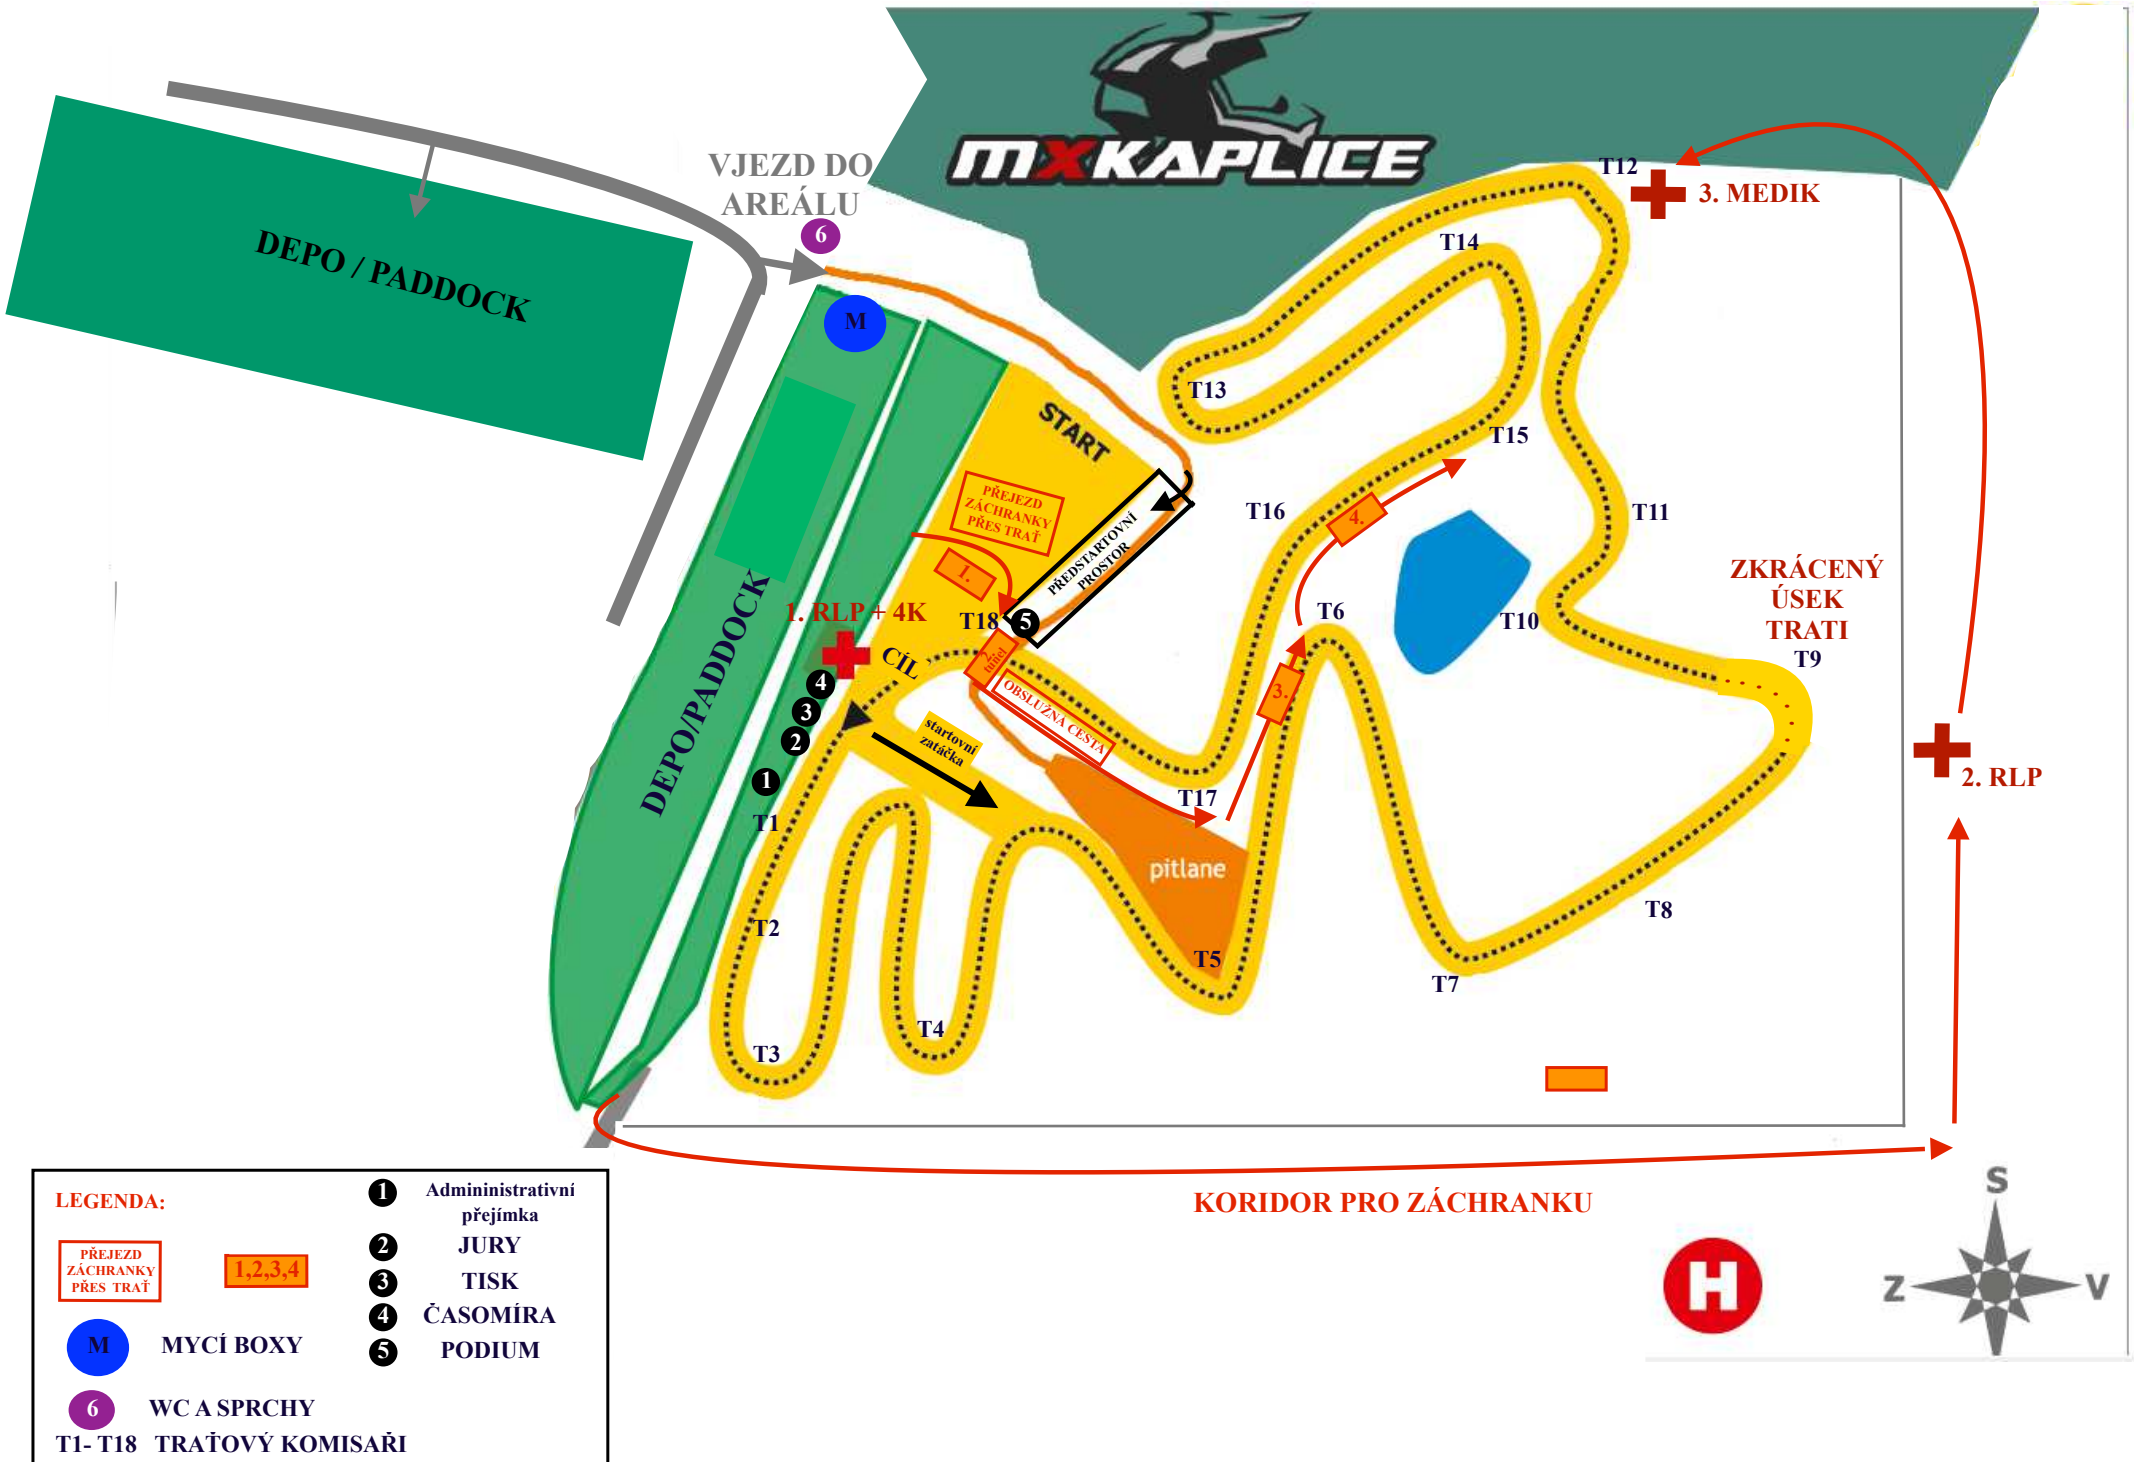 MXKAPLICE
VJEZD DO
AREÁLU
6
DEPO / PADDOCK
M
START
T12
3. MEDIK
T14
T13
T15
T16
T11
PŘEJEZD
ZÁCHRANKY
PŘES TRAŤ
1.
PŘEDSTARTOVNÍ
PROSTOR
4.
ZKRÁCENÝ
ÚSEK
TRATI
T9
T10
T6
1. RLP + 4K
T18
5
2.
tunel
CÍL
OBSLUŽNÁ CESTA
3.
DEPO/PADDOCK
4
3
2
1
startovní
zatáčka
2. RLP
T17
T1
pitlane
T2
T5
T8
T7
T4
T3
KORIDOR PRO ZÁCHRANKU
H
S
Z
V
LEGENDA:
PŘEJEZD
ZÁCHRANKY
PŘES TRAŤ
1,2,3,4
M
MYCÍ BOXY
6
WC A SPRCHY
T1- T18 TRAŤOVÝ KOMISAŘI
1 Admininistrativní
přejímka
2 JURY
3 TISK
4 ČASOMÍRA
5 PODIUM